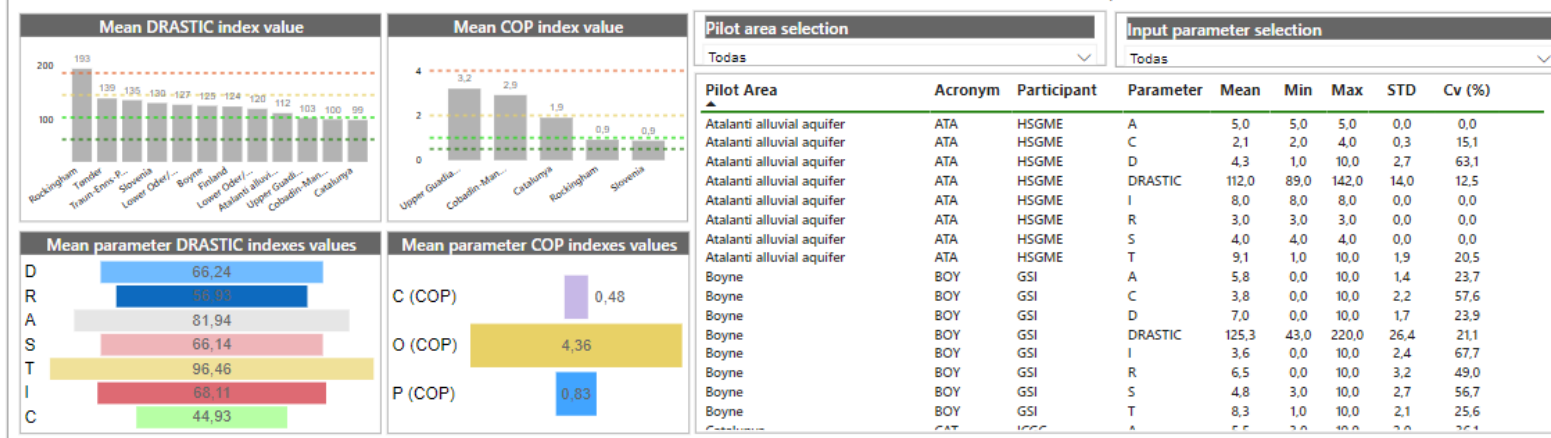 Mean DRASTIC index value
200
100
193
139
135
130
127
125
124
120
112
103
100
99
Rockingham
Tønder
Traun-Enns-P...
Slovenia
Lower Oder/...
Boyne
Finland
Lower Oder/...
Atalanti alluvi...
Upper Guadi...
Cobadin-Man...
Catalunya
Mean COP index value
4
2
0
3,2
2,9
1,9
0,9
0,9
Upper Guadia...
Cobadin-Man...
Catalunya
Rockingham
Slovenia
Mean parameter DRASTIC indexes values
D 66,24
R 56,93
A 81,94
S 66,14
T 96,46
I 68,11
C 44,93
Mean parameter COP indexes values
C (COP) 0,48
O (COP) 4,36
P (COP) 0,83
Pilot area selection
Todas
Input parameter selection
Todas
Pilot Area Acronym Participant Parameter Mean Min Max STD Cv (%)
Atalanti alluvial aquifer ATA HSGME A 5,0 5,0 5,0 0,0 0,0
Atalanti alluvial aquifer ATA HSGME C 2,1 2,0 4,0 0,3 15,1
Atalanti alluvial aquifer ATA HSGME D 4,3 1,0 10,0 2,7 63,1
Atalanti alluvial aquifer ATA HSGME DRASTIC 112,0 89,0 142,0 14,0 12,5
Atalanti alluvial aquifer ATA HSGME I 8,0 8,0 8,0 0,0 0,0
Atalanti alluvial aquifer ATA HSGME R 3,0 3,0 3,0 0,0 0,0
Atalanti alluvial aquifer ATA HSGME S 4,0 4,0 4,0 0,0 0,0
Atalanti alluvial aquifer ATA HSGME T 9,1 1,0 10,0 1,9 20,5
Boyne BOY GSI A 5,8 0,0 10,0 1,4 23,7
Boyne BOY GSI C 3,8 0,0 10,0 2,2 57,6
Boyne BOY GSI D 7,0 0,0 10,0 1,7 23,9
Boyne BOY GSI DRASTIC 125,3 43,0 220,0 26,4 21,1
Boyne BOY GSI I 3,6 0,0 10,0 2,4 67,7
Boyne BOY GSI R 6,5 0,0 10,0 3,2 49,0
Boyne BOY GSI S 4,8 3,0 10,0 2,7 56,7
Boyne BOY GSI T 8,3 1,0 10,0 2,1 25,6